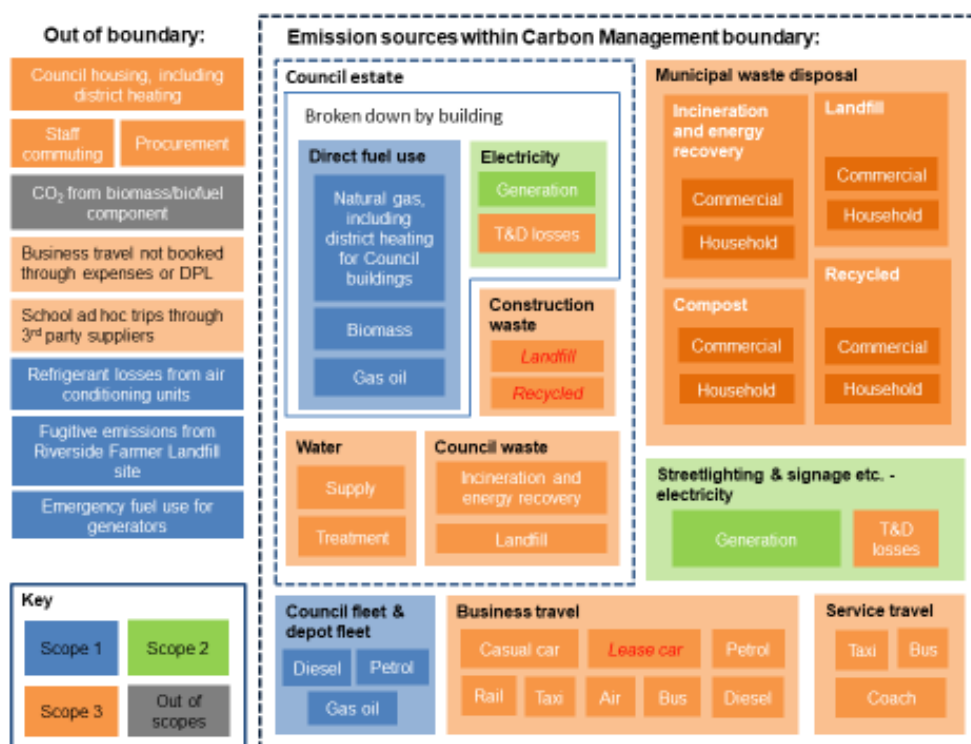 Out of boundary:
Council housing, including
district heating
Staff
commuting
Procurement
CO₂ from biomass/biofuel
component
Business travel not booked
through expenses or DPL
School ad hoc trips through
3rd party suppliers
Refrigerant losses from air
conditioning units
Fugitive emissions from
Riverside Farmer Landfill
site
Emergency fuel use for
generators
Key
Scope 1
Scope 2
Scope 3
Out of
scopes
Emission sources within Carbon Management boundary:
Council estate
Broken down by building
Direct fuel use
Natural gas,
including
district heating
for Council
buildings
Biomass
Gas oil
Electricity
Generation
T&D losses
Construction
waste
Landfill
Recycled
Water
Supply
Treatment
Council waste
Incineration and
energy recovery
Landfill
Municipal waste disposal
Incineration
and energy
recovery
Commercial
Household
Landfill
Commercial
Household
Compost
Commercial
Household
Recycled
Commercial
Household
Streetlighting & signage etc. -
electricity
Generation
T&D
losses
Council fleet &
depot fleet
Diesel
Petrol
Gas oil
Business travel
Casual car
Lease car
Petrol
Rail
Taxi
Air
Bus
Diesel
Service travel
Taxi
Bus
Coach